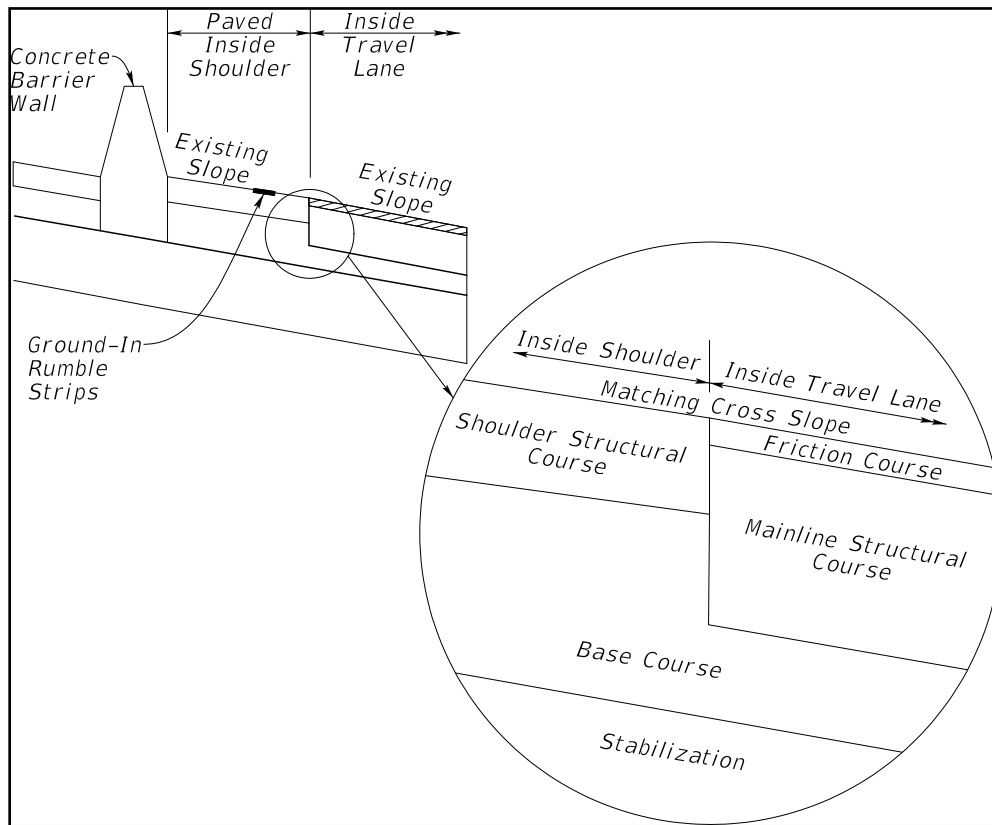 Paved
Inside
Shoulder
Inside
Travel
Lane
Concrete
Barrier
Wall
Existing
Slope
Existing
Slope
Ground-In
Rumble
Strips
Inside Shoulder
Inside Travel Lane
Matching Cross Slope
Shoulder Structural
Course
Friction Course
Mainline Structural
Course
Base Course
Stabilization